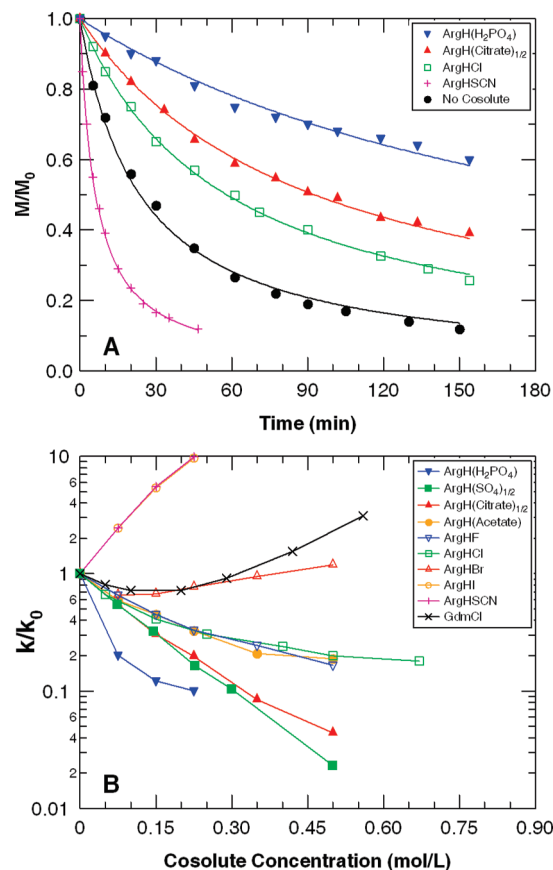 1.0
0.8
0.6
0.4
0.2
0.0
M/M₀
ArgH(H₂PO₄)
ArgH(Citrate)₁/₂
ArgHCl
ArgHSCN
No Cosolute
A
0 30 60 90 120 150 180
Time (min)
10
6
4
2
1
6
4
2
0.1
6
4
2
0.01
k/k₀
ArgH(H₂PO₄)
ArgH(SO₄)₁/₂
ArgH(Citrate)₁/₂
ArgH(Acetate)
ArgHF
ArgHCl
ArgHBr
ArgHI
ArgHSCN
GdmCl
B
0.00 0.15 0.30 0.45 0.60 0.75 0.90
Cosolute Concentration (mol/L)